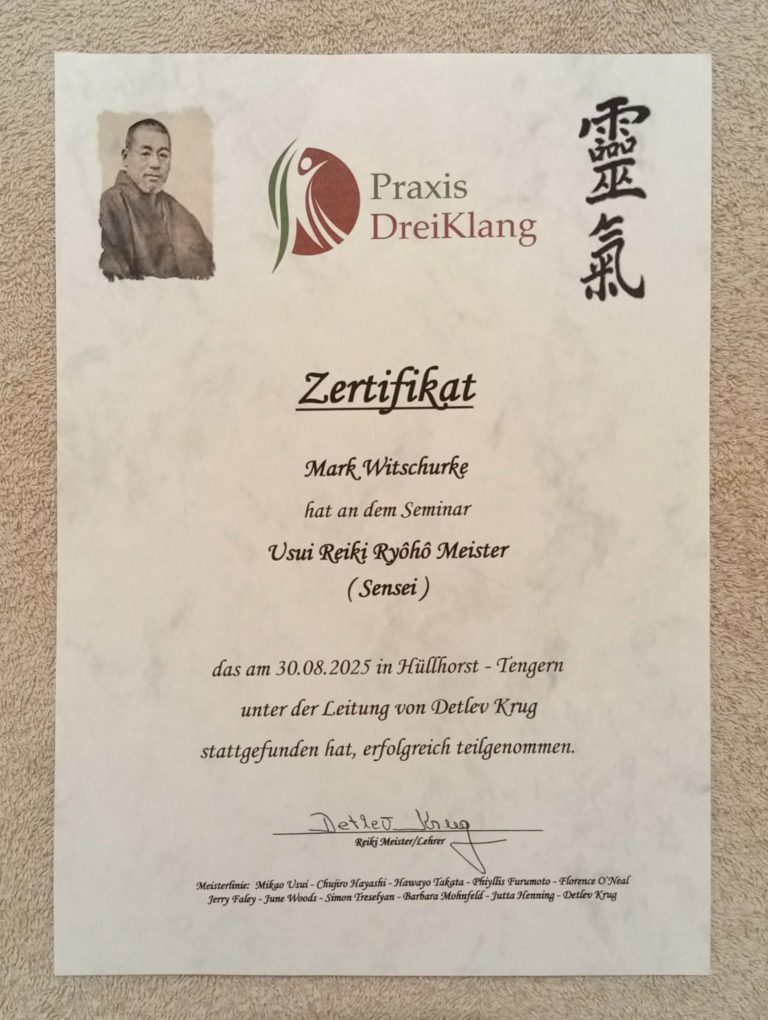 Praxis
DreiKlang
靈
氣
Zertifikat
Mark Witschurke
hat an dem Seminar
Usui Reiki Ryôhô Meister
( Sensei )
das am 30.08.2025 in Hüllhorst - Tengern
unter der Leitung von Detlev Krug
stattgefunden hat, erfolgreich teilgenommen.
Detlev Krug
Reiki Meister/Lehrer
Meisterlinie: Mikao Usui - Chujiro Hayashi - Hawayo Takata - Phiyllis Furumoto - Florence O'Neal
Jerry Faley - June Woods - Simon Treselyan - Barbara Mohnfeld - Jutta Henning - Detlev Krug